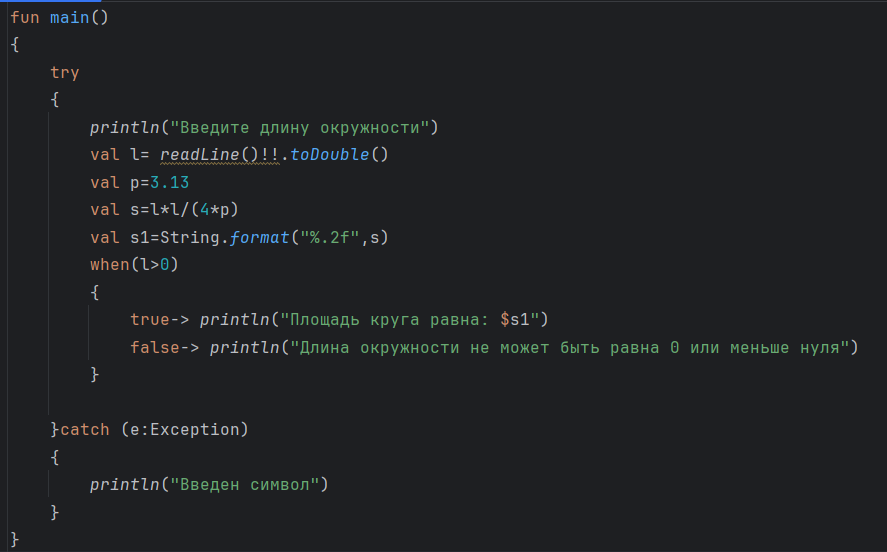 fun main()
{
    try
    {
        println("Введите длину окружности")
        val l= readLine()!!.toDouble()
        val p=3.13
        val s=l*l/(4*p)
        val s1=String.format("%.2f",s)
        when(l>0)
        {
            true-> println("Площадь круга равна: $s1")
            false-> println("Длина окружности не может быть равна 0 или меньше нуля")
        }
    }catch (e:Exception)
    {
        println("Введен символ")
    }
}